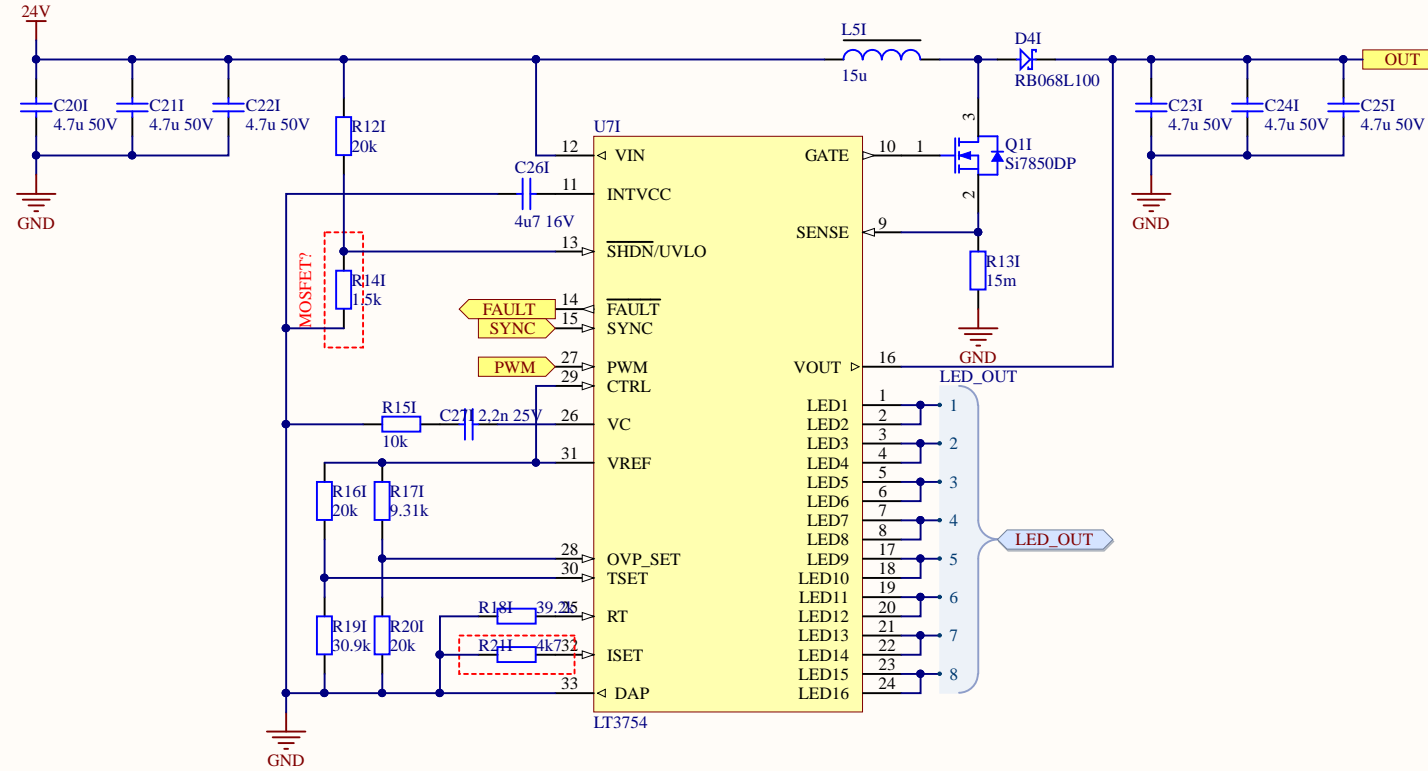 24V
L5I
15u
D4I
RB068L100
OUT
C20I
4.7u 50V
C21I
4.7u 50V
C22I
4.7u 50V
R12I
20k
C23I
4.7u 50V
C24I
4.7u 50V
C25I
4.7u 50V
U7I
3
Q1I
Si7850DP
2
12 VIN
GATE 10 1
C26I
4u7 16V
11 INTVCC
GND
GND
SENSE 9
13 SHDN/UVLO
MOSFET?
R14I
1.5k
R13I
15m
FAULT 14 FAULT
SYNC 15 SYNC
GND
PWM 27 PWM
VOUT 16
29 CTRL
LED_OUT
R15I
10k
C27I 2,2n 25V
26 VC
31 VREF
LED1 1 1
LED2 2
LED3 3 2
LED4 4
LED5 5 3
LED6 6
LED7 7 4
LED8 8
LED9 17 5
LED10 18
LED11 19 6
LED12 20
LED13 21 7
LED14 22
LED15 23 8
LED16 24
LED_OUT
R16I
20k
R17I
9.31k
28 OVP_SET
30 TSET
R18I 39.2k 25 RT
R19I
30.9k
R20I
20k
R21I 4k7 32 ISET
33 DAP
LT3754
GND